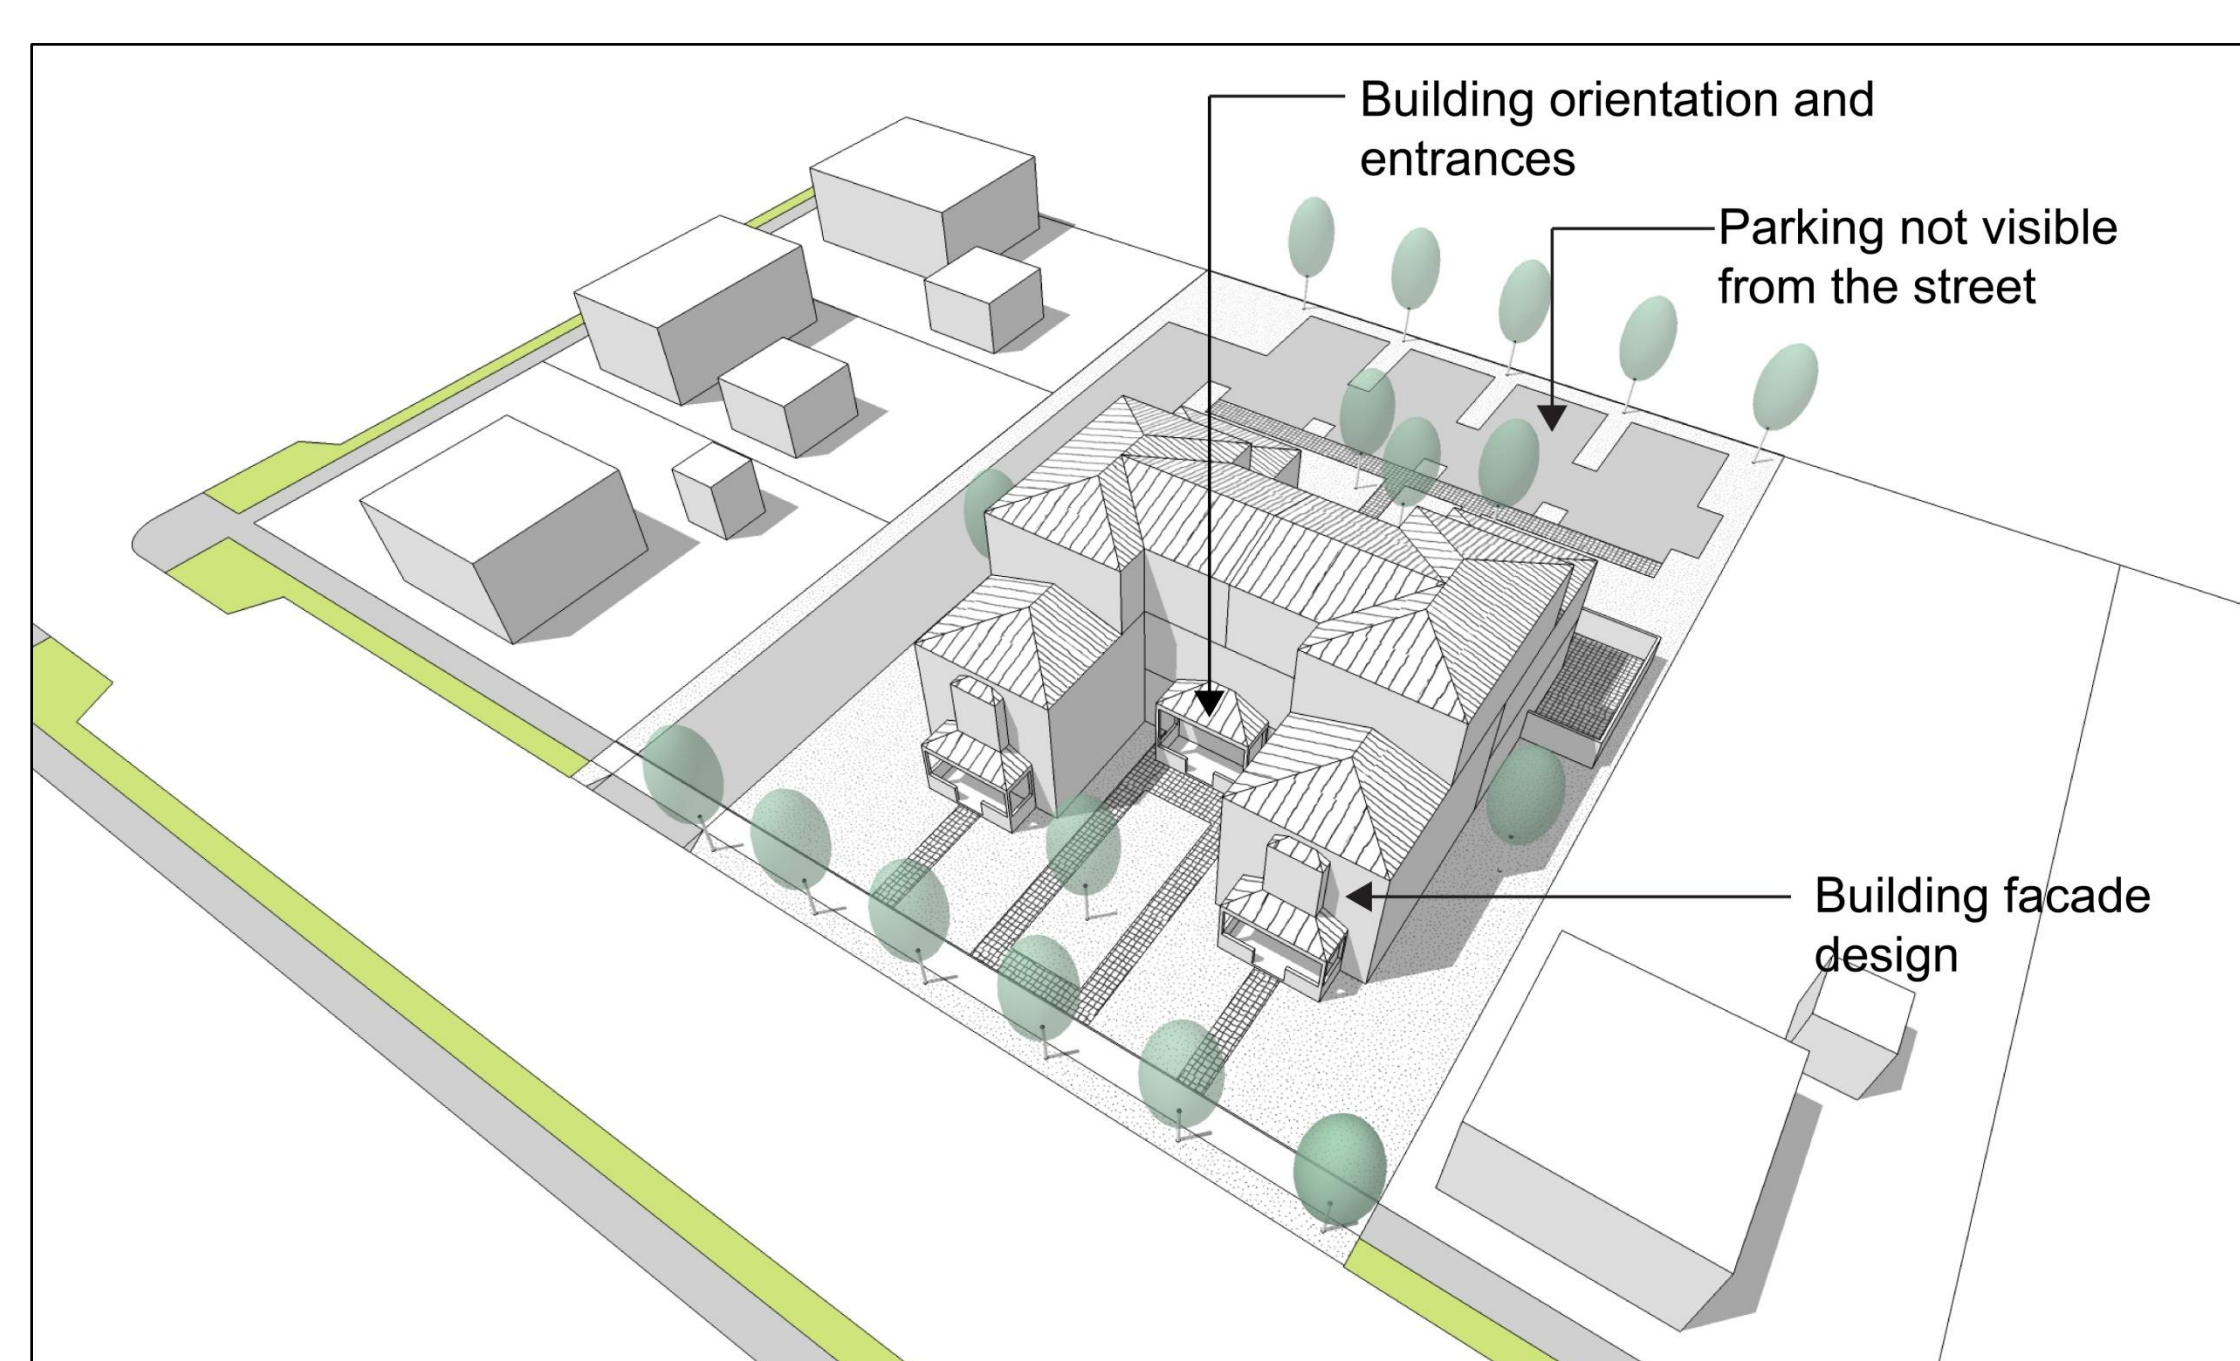 Building orientation and
entrances
Parking not visible
from the street
Building facade
design